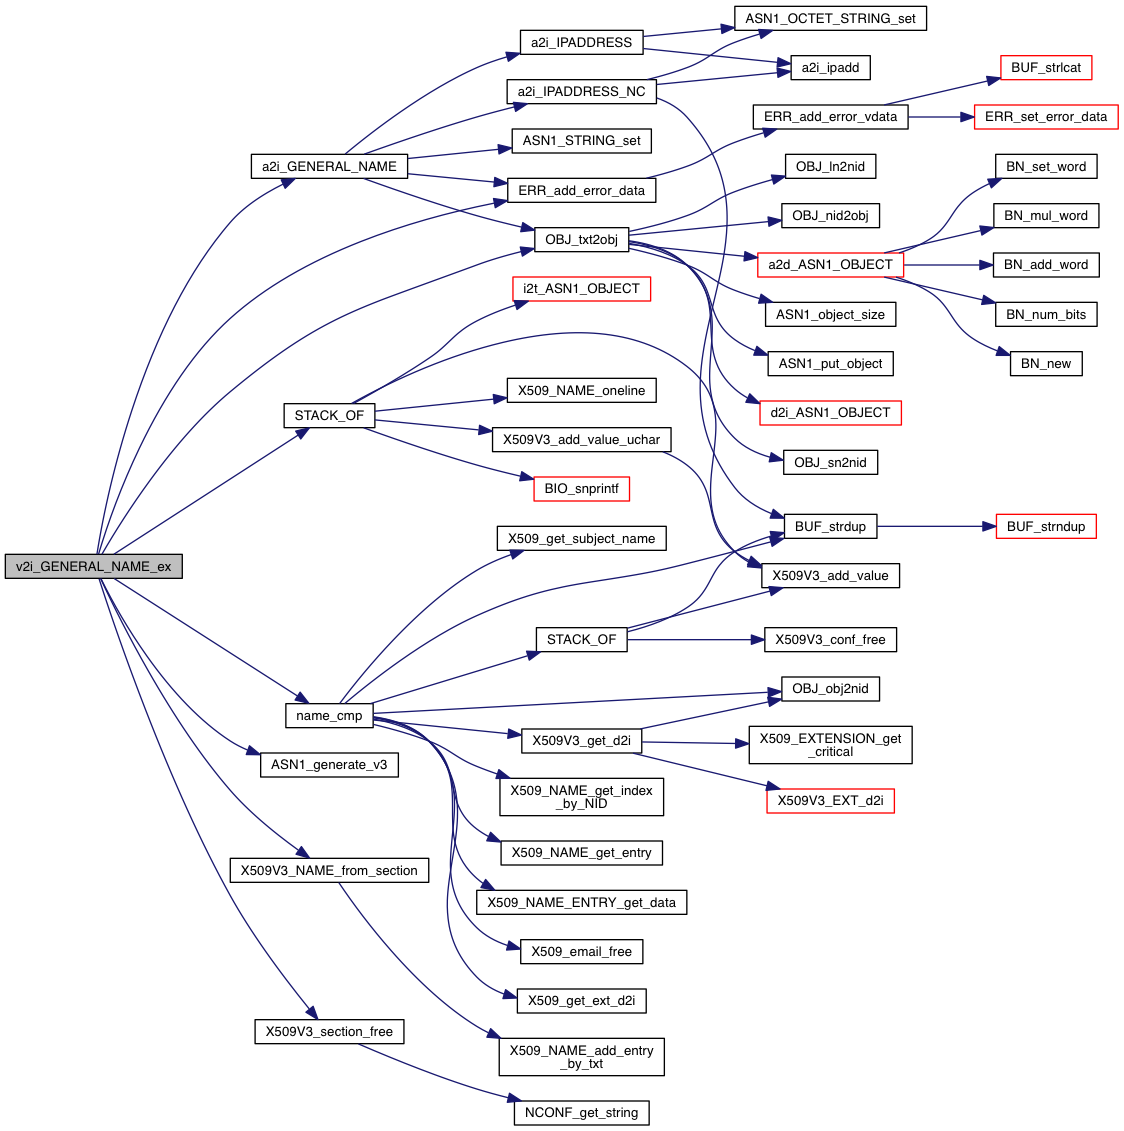 ASN1_OCTET_STRING_set
a2i_IPADDRESS
a2i_ipadd
BUF_strlcat
a2i_IPADDRESS_NC
ERR_add_error_vdata
ERR_set_error_data
ASN1_STRING_set
a2i_GENERAL_NAME
OBJ_ln2nid
BN_set_word
ERR_add_error_data
OBJ_nid2obj
BN_mul_word
OBJ_txt2obj
a2d_ASN1_OBJECT
BN_add_word
i2t_ASN1_OBJECT
ASN1_object_size
BN_num_bits
ASN1_put_object
BN_new
X509_NAME_oneline
STACK_OF
d2i_ASN1_OBJECT
X509V3_add_value_uchar
OBJ_sn2nid
BIO_snprintf
BUF_strdup
BUF_strndup
X509_get_subject_name
v2i_GENERAL_NAME_ex
X509V3_add_value
STACK_OF
X509V3_conf_free
OBJ_obj2nid
name_cmp
X509V3_get_d2i
X509_EXTENSION_get
_critical
ASN1_generate_v3
X509_NAME_get_index
_by_NID
X509V3_EXT_d2i
X509_NAME_get_entry
X509V3_NAME_from_section
X509_NAME_ENTRY_get_data
X509_email_free
X509_get_ext_d2i
X509V3_section_free
X509_NAME_add_entry
_by_txt
NCONF_get_string